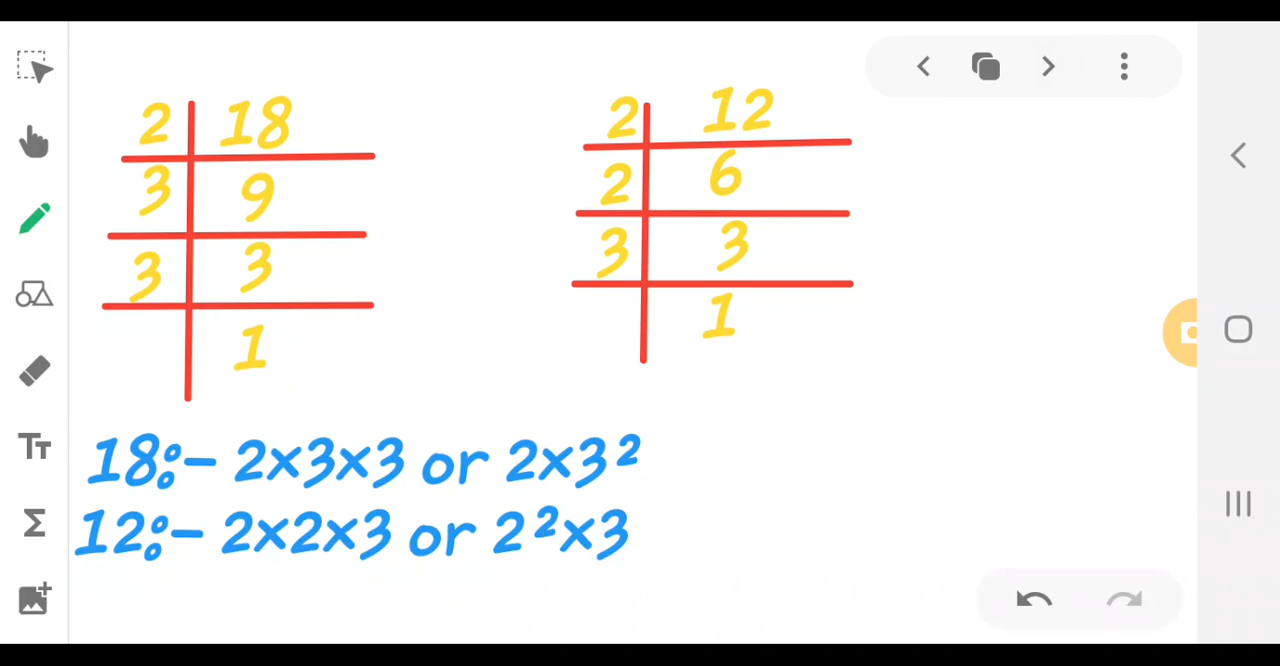 2 18
3 9
3 3
1
2 12
2 6
3 3
1
18:- 2×3×3 or 2×3²
12:- 2×2×3 or 2²×3
Tт
Σ